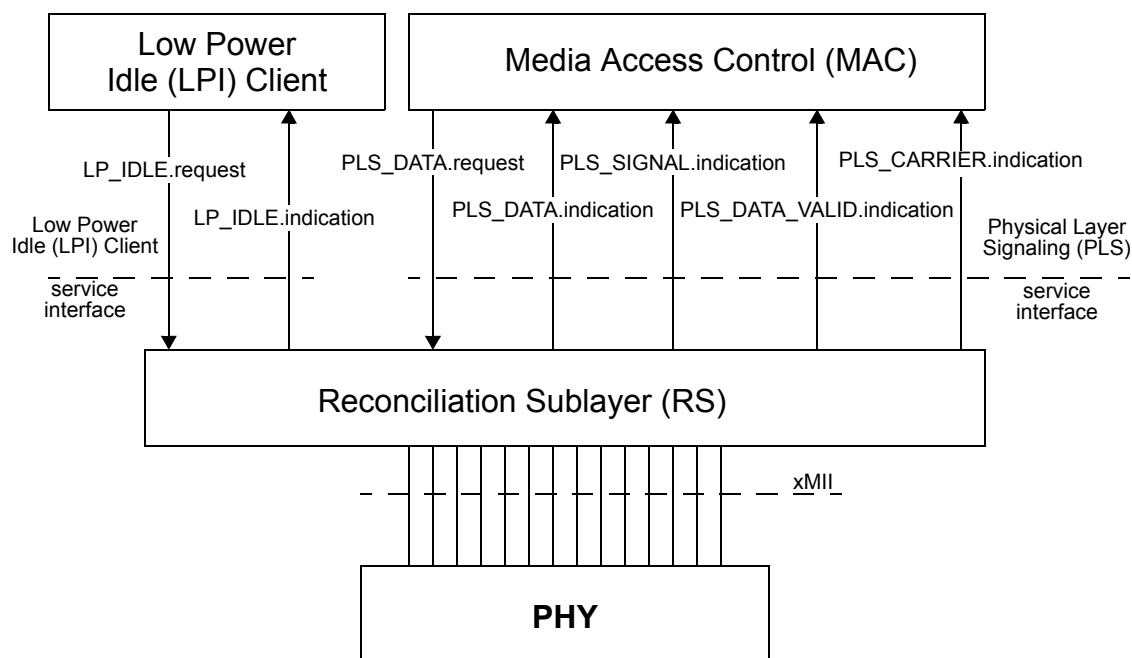 Low Power
Idle (LPI) Client
Media Access Control (MAC)
LP_IDLE.request
PLS_DATA.request
PLS_SIGNAL.indication
PLS_CARRIER.indication
LP_IDLE.indication
PLS_DATA.indication
PLS_DATA_VALID.indication
Low Power
Idle (LPI) Client
Physical Layer
Signaling (PLS)
service
interface
service
interface
Reconciliation Sublayer (RS)
xMII
PHY